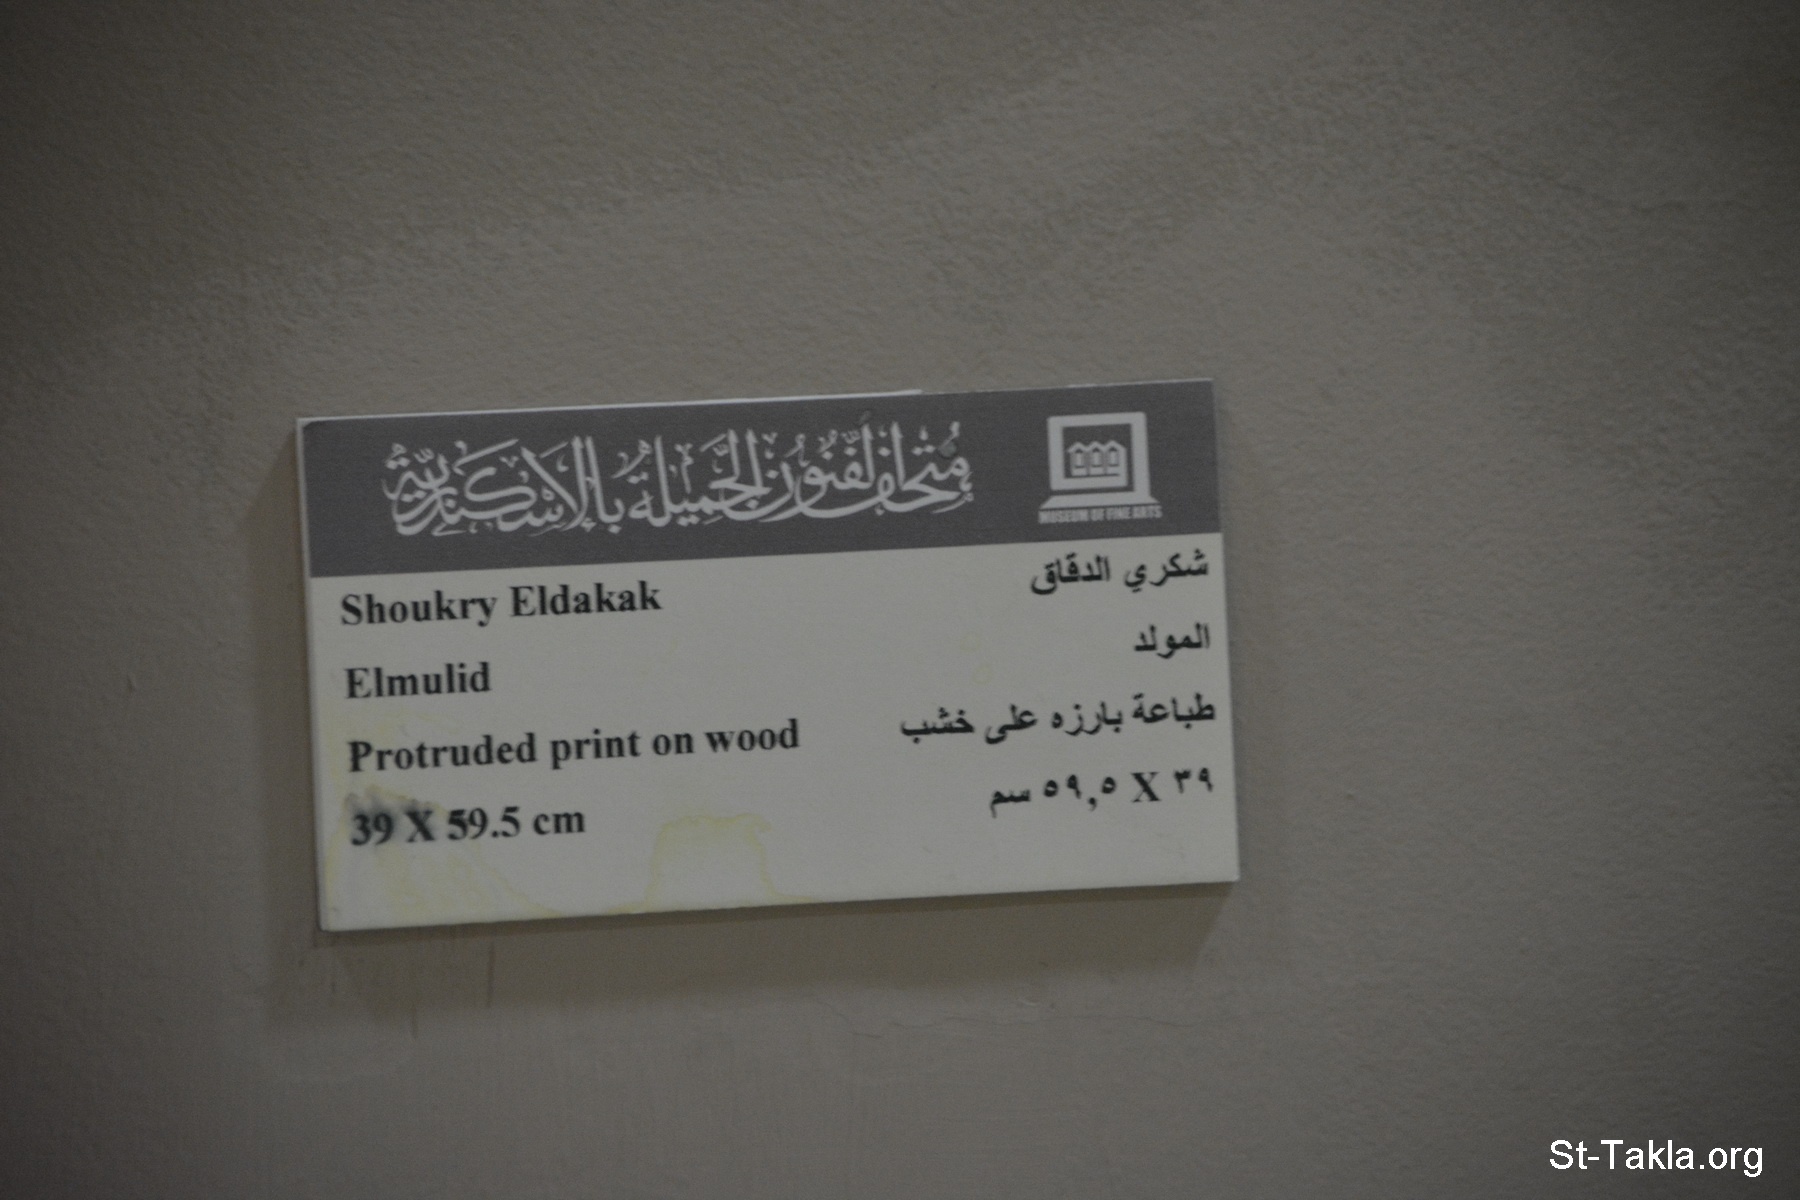 متحف الفنون الجميلة بالاسكندرية
MUSEUM OF FINE ARTS
Shoukry Eldakak
شكري الدقاق
Elmulid
المولد
Protruded print on wood
طباعة بارزه على خشب
39 X 59.5 cm
٣٩ X ٥٩,٥ سم
St-Takla.org